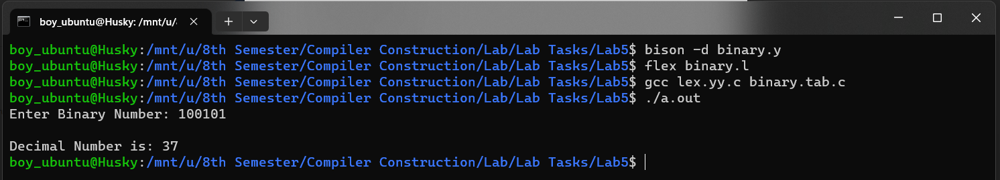 boy_ubuntu@Husky: /mnt/u/8
boy_ubuntu@Husky:/mnt/u/8th Semester/Compiler Construction/Lab/Lab Tasks/Lab5$ bison -d binary.y
boy_ubuntu@Husky:/mnt/u/8th Semester/Compiler Construction/Lab/Lab Tasks/Lab5$ flex binary.l
boy_ubuntu@Husky:/mnt/u/8th Semester/Compiler Construction/Lab/Lab Tasks/Lab5$ gcc lex.yy.c binary.tab.c
boy_ubuntu@Husky:/mnt/u/8th Semester/Compiler Construction/Lab/Lab Tasks/Lab5$ ./a.out
Enter Binary Number: 100101
Decimal Number is: 37
boy_ubuntu@Husky:/mnt/u/8th Semester/Compiler Construction/Lab/Lab Tasks/Lab5$